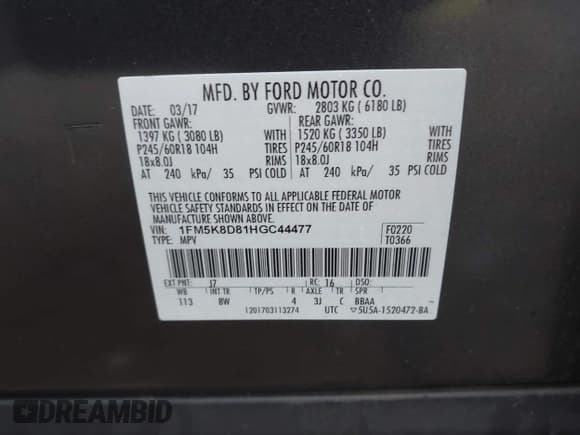 MFD. BY FORD MOTOR CO.
DATE: 03/17 GVWR: 2803 KG ( 6180 LB)
FRONT GAWR: REAR GAWR:
1397 KG ( 3080 LB) WITH 1520 KG ( 3350 LB) WITH
P245/60R18 104H TIRES P245/60R18 104H TIRES
18x8.0J RIMS 18x8.0J RIMS
AT 240 kPa/ 35 PSI COLD AT 240 kPa/ 35 PSI COLD
THIS VEHICLE CONFORMS TO ALL APPLICABLE FEDERAL MOTOR
VEHICLE SAFETY STANDARDS IN EFFECT ON THE DATE OF
MANUFACTURE SHOWN ABOVE.
VIN: 1FM5K8D81HGC44477 F0220
TYPE: MPV T0366
EXT PNT: J7 RC: 16 DSO:
WB INT TR TP/PS R AXLE TR SPR
113 8W 4 3J C BBAA
1201703113274 UTC 5U5A-1520472-BA
DREAMBID